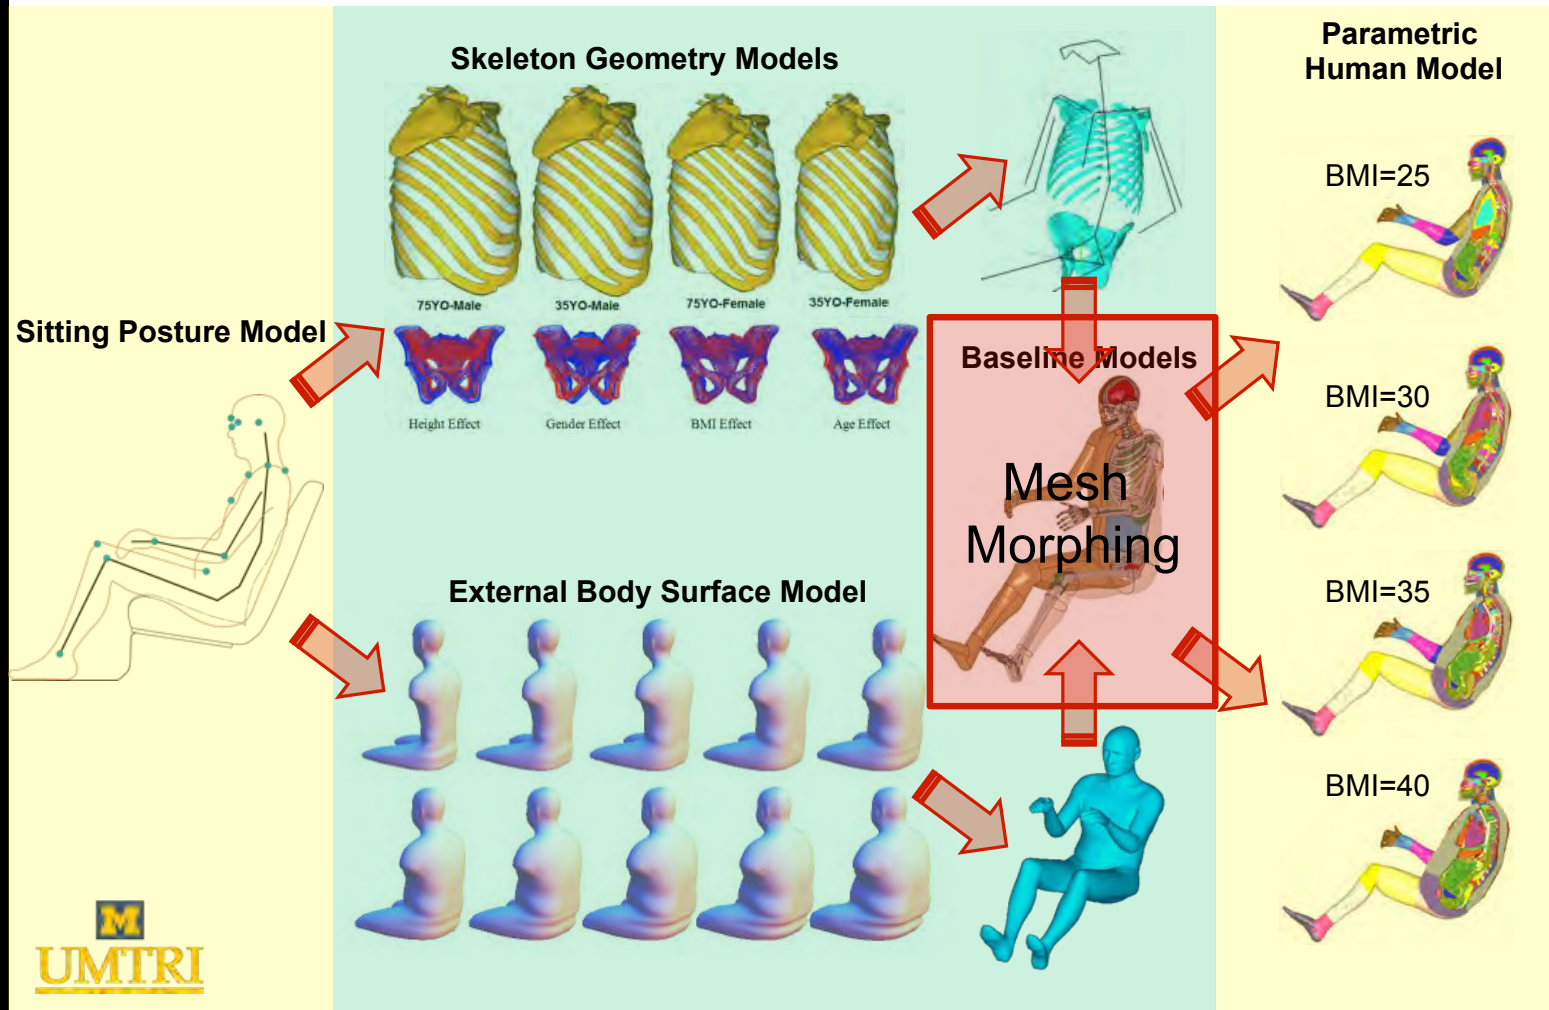 Skeleton Geometry Models
Parametric
Human Model
75YO-Male
35YO-Male
75YO-Female
35YO-Female
Sitting Posture Model
Height Effect
Gender Effect
BMI Effect
Age Effect
Baseline Models
Mesh
Morphing
External Body Surface Model
BMI=25
BMI=30
BMI=35
BMI=40
M
UMTRI